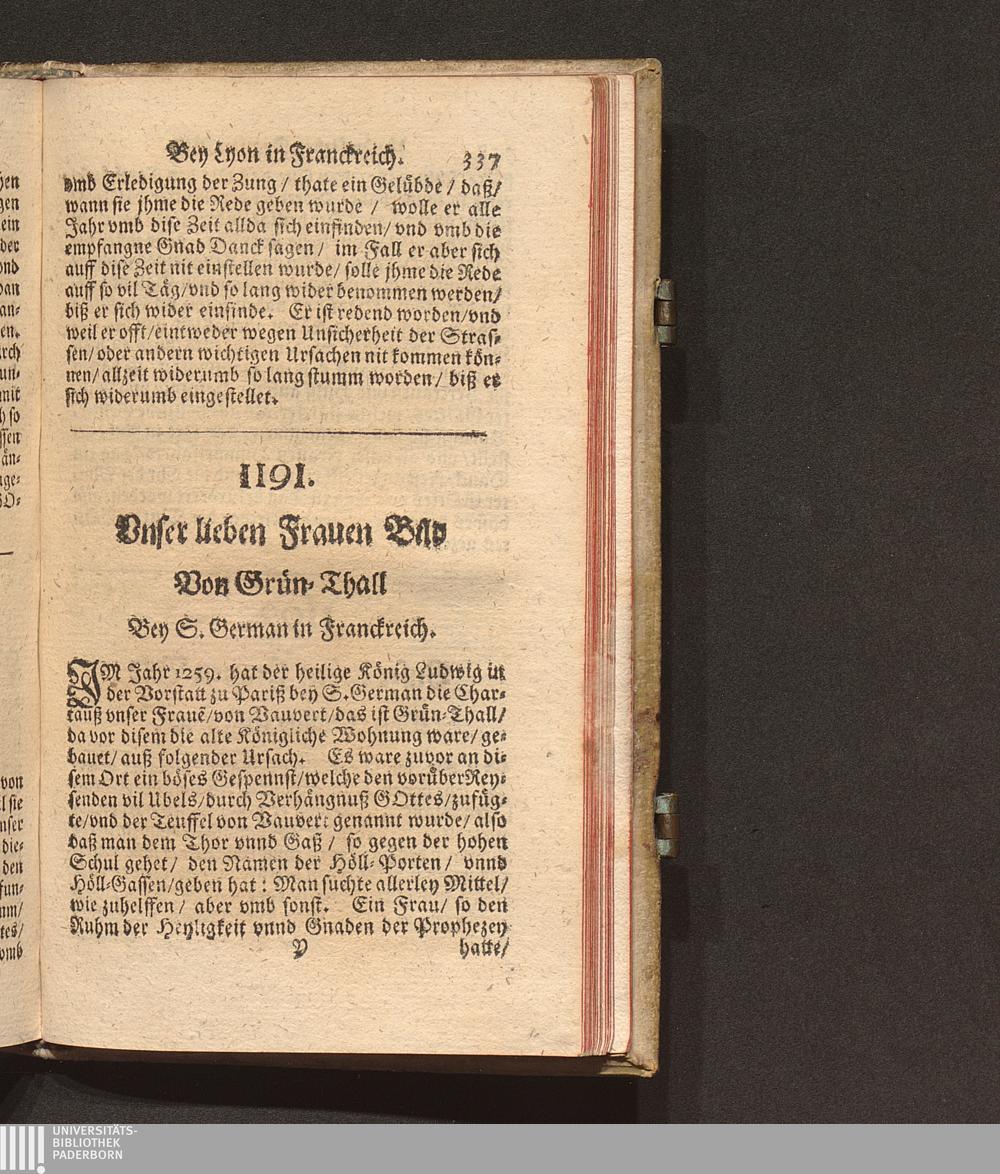 Bey Lyon in Franckreich. 337
vmb Erledigung der Zung / thate ein Gelübde / daß/
wann sie jhme die Rede geben wurde / wolle er alle
Jahr vmb dise Zeit allda sich einfinden/ vnd vmb die
empfangne Gnad Danck sagen / im Fall er aber sich
auff dise Zeit nit einstellen wurde/ solle jhme die Rede
auff so vil Täg/vnd so lang wider benommen werden/
biß er sich wider einfinde. Er ist redend worden/vnd
weil er offt/eintweder wegen Unsicherheit der Stras-
sen/ oder andern wichtigen Ursachen nit kommen kön-
nen/ allzeit widerumb so lang stumm worden/ biß er
sich widerumb eingestellet.
1191.
Vnser lieben Frauen Bild
Von Grün-Thall
Bey S. German in Franckreich.
IM Jahr 1259. hat der heilige König Ludwig in
der Vorstatt zu Pariß bey S. German die Char-
tauß vnser Frauē/von Vauvert/das ist Grün-Thall/
da vor disem die alte Königliche Wohnung ware/ ge-
bauet/ auß folgender Ursach. Es ware zuvor an di-
sem Ort ein böses Gespennst/welche den vorüberRey-
senden vil Ubels/durch Verhängnuß GOttes/zufüg-
te/vnd der Teuffel von Vauvert genannt wurde/ also
daß man dem Thor vnnd Gaß / so gegen der hohen
Schul gehet / den Namen der Höll-Porten / vnnd
Höll-Gassen/geben hat : Man suchte allerley Mittel/
wie zuhelffen / aber vmb sonst. Ein Frau/ so den
Ruhm der Heyligkeit vnnd Gnaden der Prophezey
Y hatte/
UNIVERSITÄTS-
BIBLIOTHEK
PADERBORN